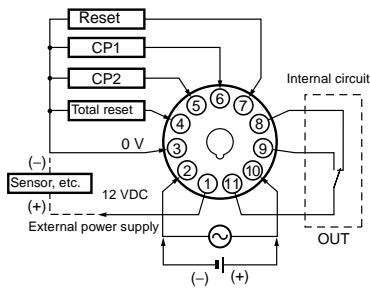 Reset
CP1
CP2
Total reset
Internal circuit
6
5
7
4
8
3
9
2
10
1
11
0 V
(−)
Sensor, etc.
(+)
12 VDC
External power supply
OUT
(−)
(+)